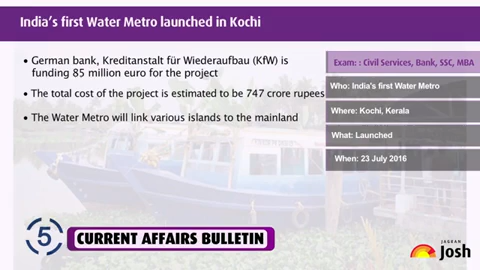 India's first Water Metro launched in Kochi
• German bank, Kreditanstalt für Wiederaufbau (KfW) is
funding 85 million euro for the project
• The total cost of the project is estimated to be 747 crore rupees
• The Water Metro will link various islands to the mainland
Exam: : Civil Services, Bank, SSC, MBA
Who: India's first Water Metro
Where: Kochi, Kerala
What: Launched
When: 23 July 2016
5
CURRENT AFFAIRS BULLETIN
JAGRAN
Josh